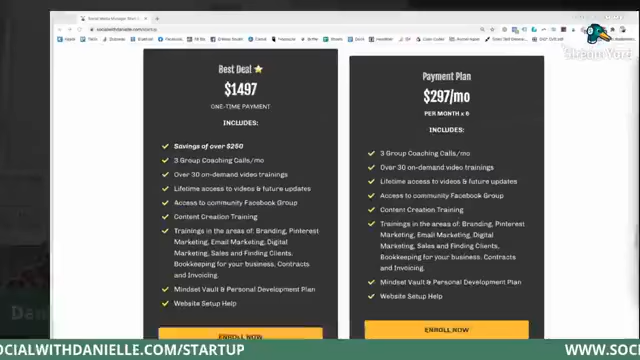 socialwithdanielle.com/startup
Best Deal ⭐
$1497
ONE-TIME PAYMENT
INCLUDES:
Savings of over $250
3 Group Coaching Calls/mo
Over 30 on-demand video trainings
Lifetime access to videos & future updates
Access to community Facebook Group
Content Creation Training
Trainings in the areas of: Branding, Pinterest
Marketing, Email Marketing, Digital
Marketing, Sales and Finding Clients,
Bookkeeping for your business, Contracts
and Invoicing.
Mindset Vault & Personal Development Plan
Website Setup Help
ENROLL NOW
Payment Plan
$297/mo
PER MONTH x 6
INCLUDES:
3 Group Coaching Calls/mo
Over 30 on-demand video trainings
Lifetime access to videos & future updates
Access to community Facebook Group
Content Creation Training
Trainings in the areas of: Branding, Pinterest
Marketing, Email Marketing, Digital
Marketing, Sales and Finding Clients,
Bookkeeping for your business, Contracts
and Invoicing.
Mindset Vault & Personal Development Plan
Website Setup Help
ENROLL NOW
OCIALWITHDANIELLE.COM/STARTUP
WWW.SOC